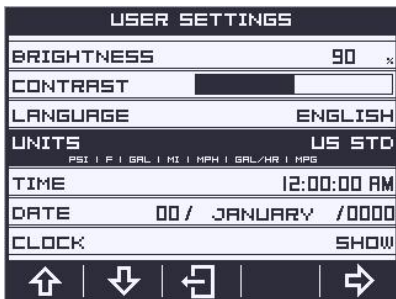 USER SETTINGS
BRIGHTNESS 90 %
CONTRAST
LANGUAGE ENGLISH
UNITS US STD
PSI | F | GAL | MI | MPH | GAL/HR | MPG
TIME 12:00:00 AM
DATE 00 / JANUARY / 0000
CLOCK SHOW